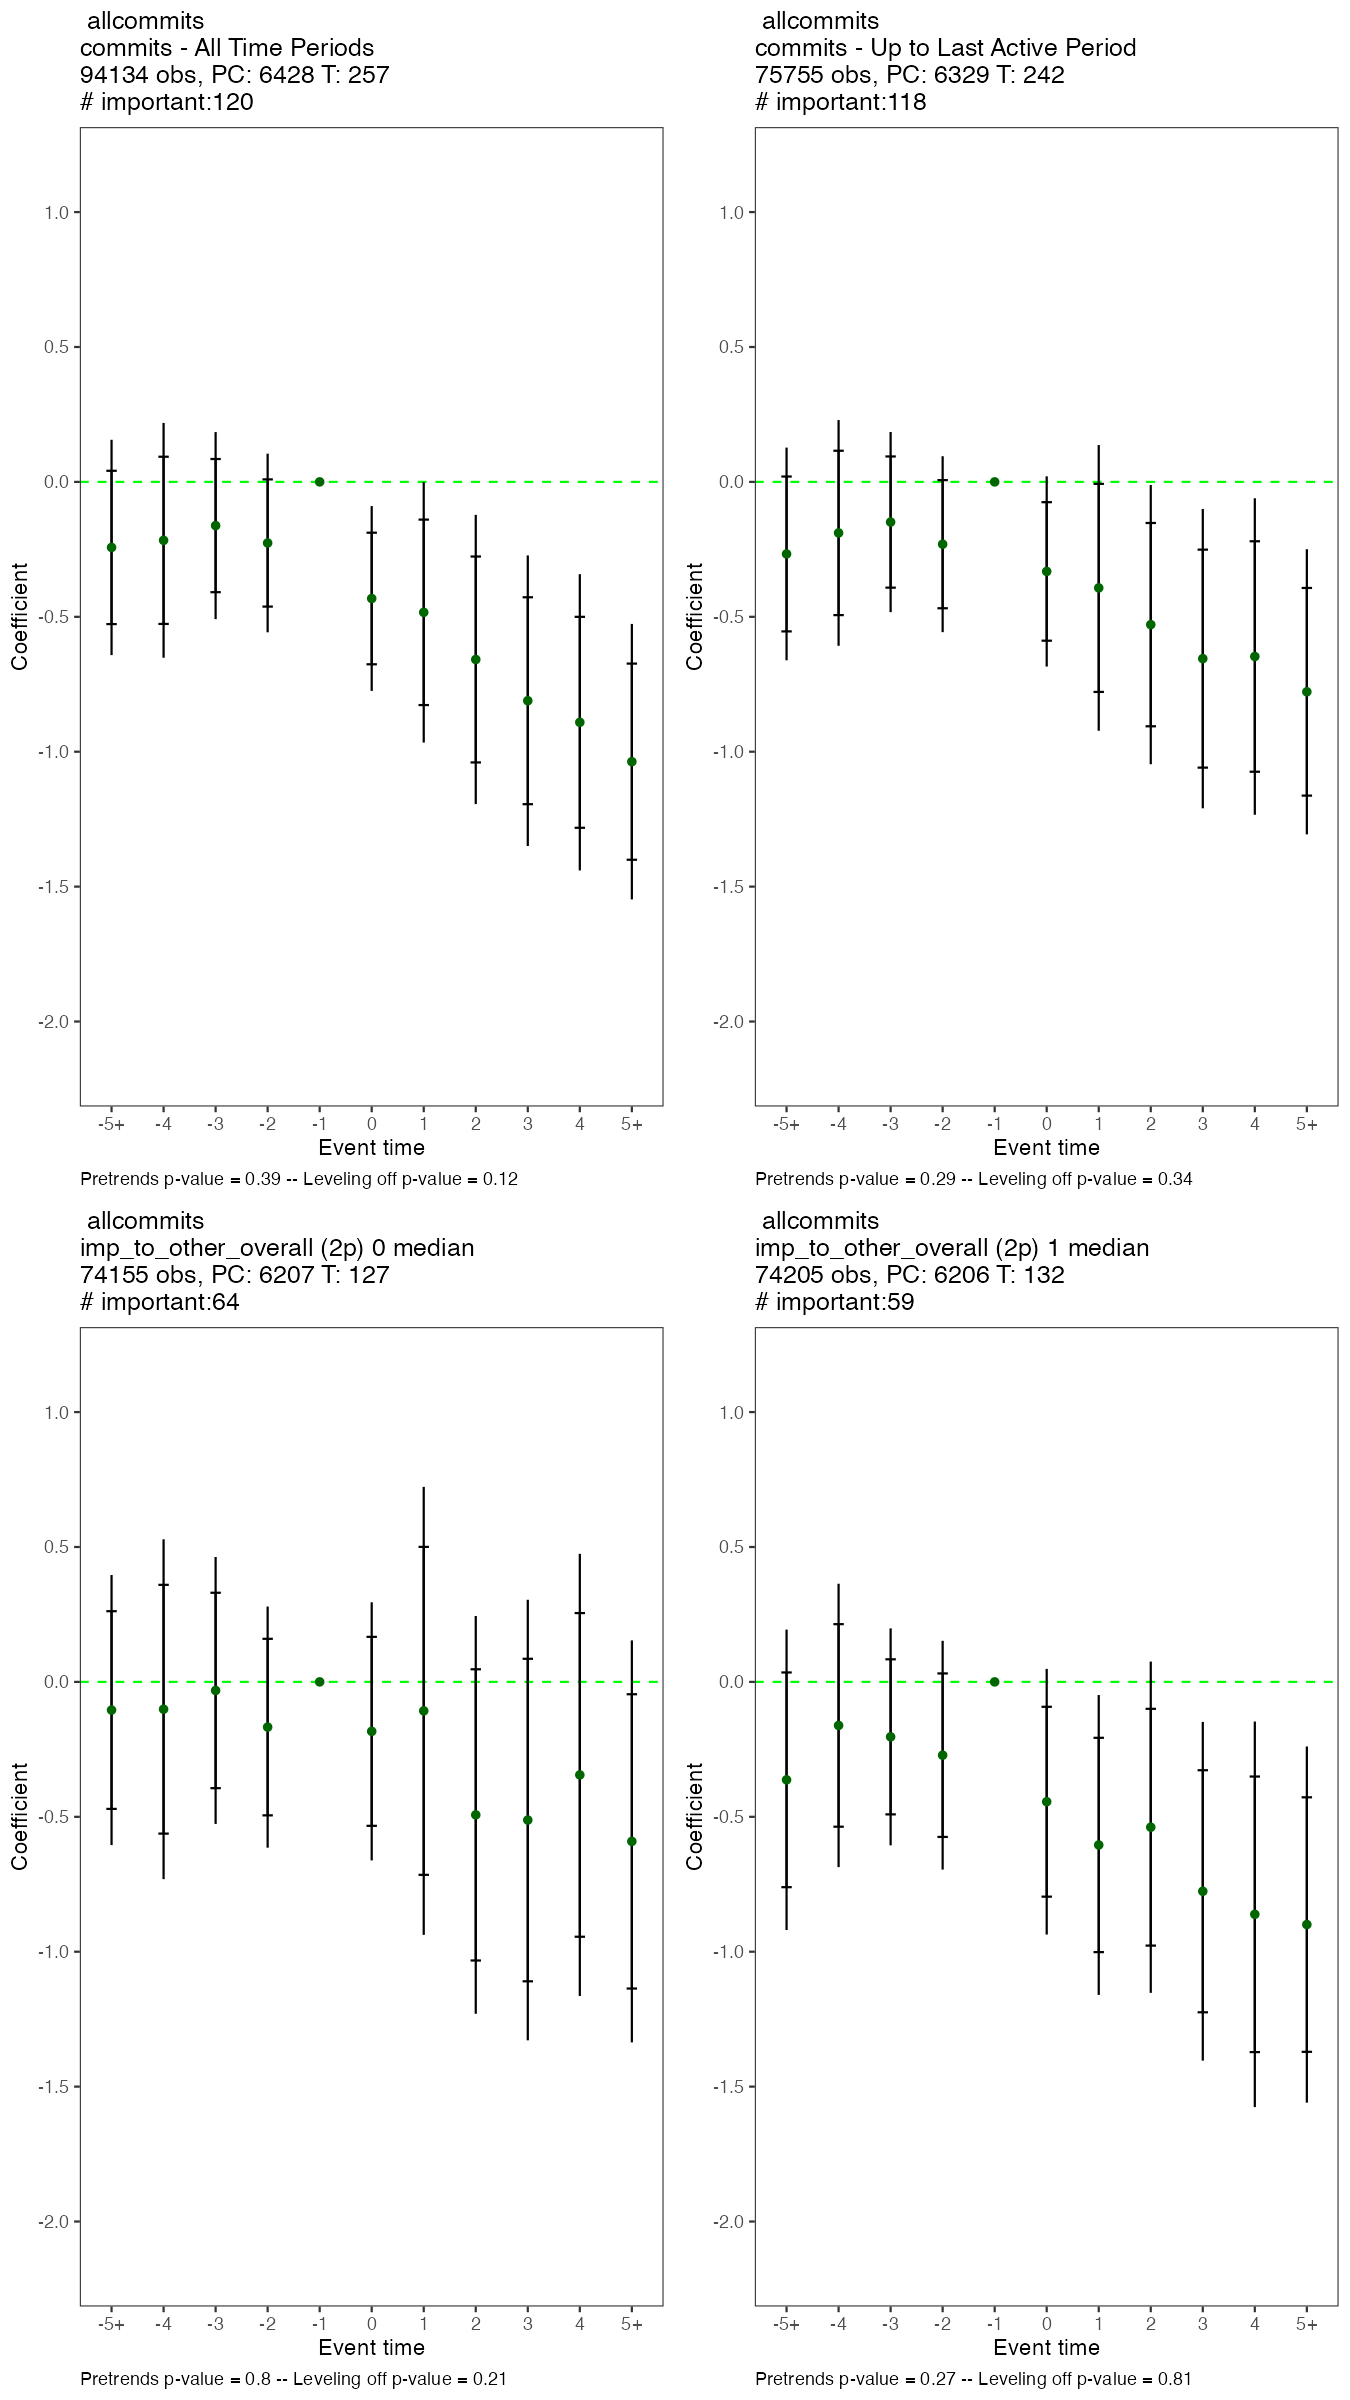 allcommits
commits - All Time Periods
94134 obs, PC: 6428 T: 257
# important:120
1.0
0.5
0.0
-0.5
-1.0
-1.5
-2.0
Coefficient
-5+ -4 -3 -2 -1 0 1 2 3 4 5+
Event time
Pretrends p-value = 0.39 -- Leveling off p-value = 0.12
allcommits
commits - Up to Last Active Period
75755 obs, PC: 6329 T: 242
# important:118
1.0
0.5
0.0
-0.5
-1.0
-1.5
-2.0
Coefficient
-5+ -4 -3 -2 -1 0 1 2 3 4 5+
Event time
Pretrends p-value = 0.29 -- Leveling off p-value = 0.34
allcommits
imp_to_other_overall (2p) 0 median
74155 obs, PC: 6207 T: 127
# important:64
1.0
0.5
0.0
-0.5
-1.0
-1.5
-2.0
Coefficient
-5+ -4 -3 -2 -1 0 1 2 3 4 5+
Event time
Pretrends p-value = 0.8 -- Leveling off p-value = 0.21
allcommits
imp_to_other_overall (2p) 1 median
74205 obs, PC: 6206 T: 132
# important:59
1.0
0.5
0.0
-0.5
-1.0
-1.5
-2.0
Coefficient
-5+ -4 -3 -2 -1 0 1 2 3 4 5+
Event time
Pretrends p-value = 0.27 -- Leveling off p-value = 0.81